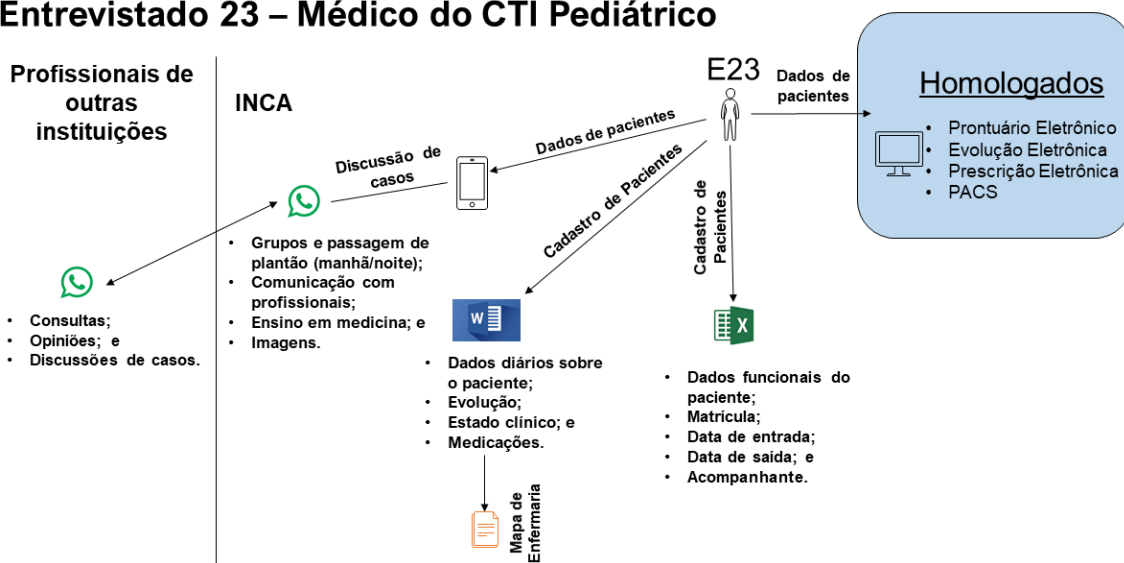 Entrevistado 23 – Médico do CTI Pediátrico
Profissionais de
outras
instituições
INCA
E23
Dados de
pacientes
Homologados
• Prontuário Eletrônico
• Evolução Eletrônica
• Prescrição Eletrônica
• PACS
Dados de pacientes
Discussão de
casos
Cadastro de Pacientes
Cadastro de
Pacientes
• Grupos e passagem de
plantão (manhã/noite);
• Comunicação com
profissionais;
• Ensino em medicina; e
• Imagens.
• Consultas;
• Opiniões; e
• Discussões de casos.
W
X
• Dados diários sobre
o paciente;
• Evolução;
• Estado clínico; e
• Medicações.
• Dados funcionais do
paciente;
• Matrícula;
• Data de entrada;
• Data de saída; e
• Acompanhante.
Mapa de
Enfermaria